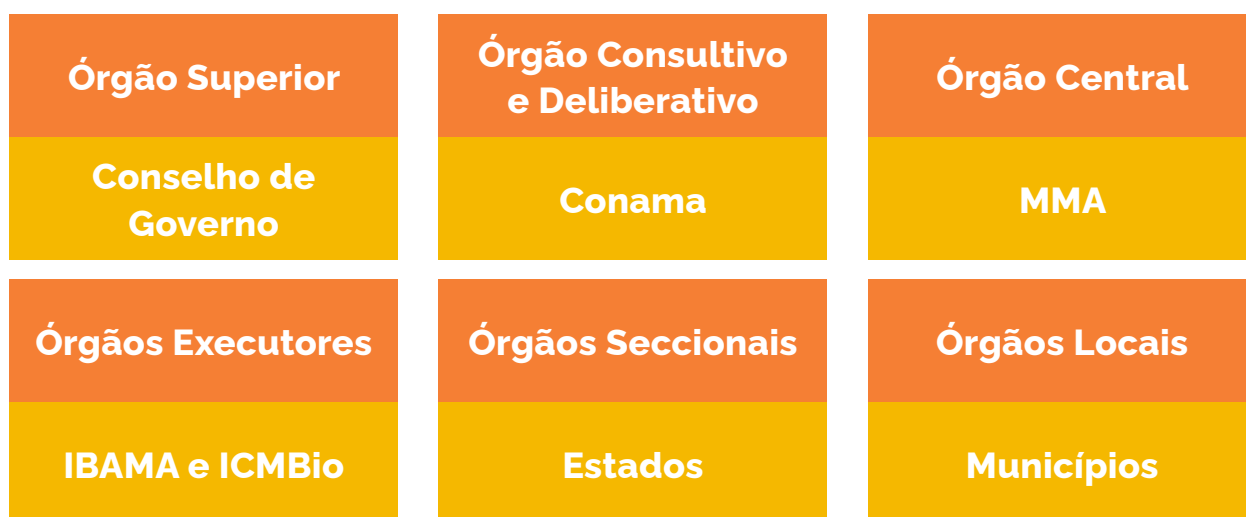 Órgão Superior
Conselho de
Governo
Órgão Consultivo
e Deliberativo
Conama
Órgão Central
MMA
Órgãos Executores
IBAMA e ICMBio
Órgãos Seccionais
Estados
Órgãos Locais
Municípios